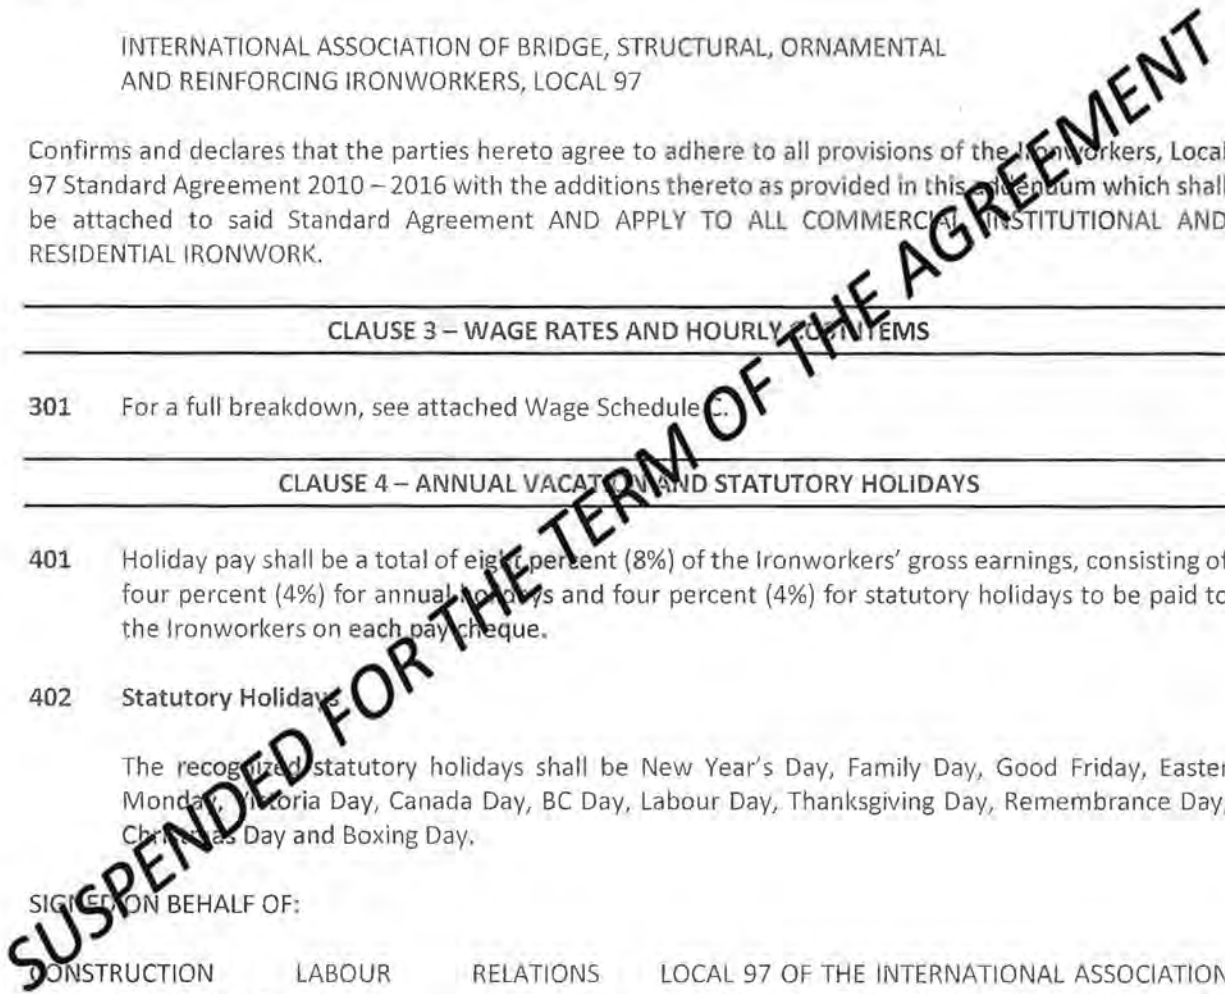 INTERNATIONAL ASSOCIATION OF BRIDGE, STRUCTURAL, ORNAMENTAL
AND REINFORCING IRONWORKERS, LOCAL 97
Confirms and declares that the parties hereto agree to adhere to all provisions of the Ironworkers, Local
97 Standard Agreement 2010 – 2016 with the additions thereto as provided in this addendum which shall
be attached to said Standard Agreement AND APPLY TO ALL COMMERCIAL, INSTITUTIONAL AND
RESIDENTIAL IRONWORK.
CLAUSE 3 – WAGE RATES AND HOURLY ITEMS
301 For a full breakdown, see attached Wage Schedule C.
CLAUSE 4 – ANNUAL VACATION AND STATUTORY HOLIDAYS
401 Holiday pay shall be a total of eight percent (8%) of the Ironworkers' gross earnings, consisting of
four percent (4%) for annual holidays and four percent (4%) for statutory holidays to be paid to
the Ironworkers on each pay cheque.
402 Statutory Holidays
The recognized statutory holidays shall be New Year's Day, Family Day, Good Friday, Easter
Monday, Victoria Day, Canada Day, BC Day, Labour Day, Thanksgiving Day, Remembrance Day,
Christmas Day and Boxing Day.
SIGNED ON BEHALF OF:
CONSTRUCTION LABOUR RELATIONS LOCAL 97 OF THE INTERNATIONAL ASSOCIATION
SUSPENDED FOR THE TERM OF THE AGREEMENT